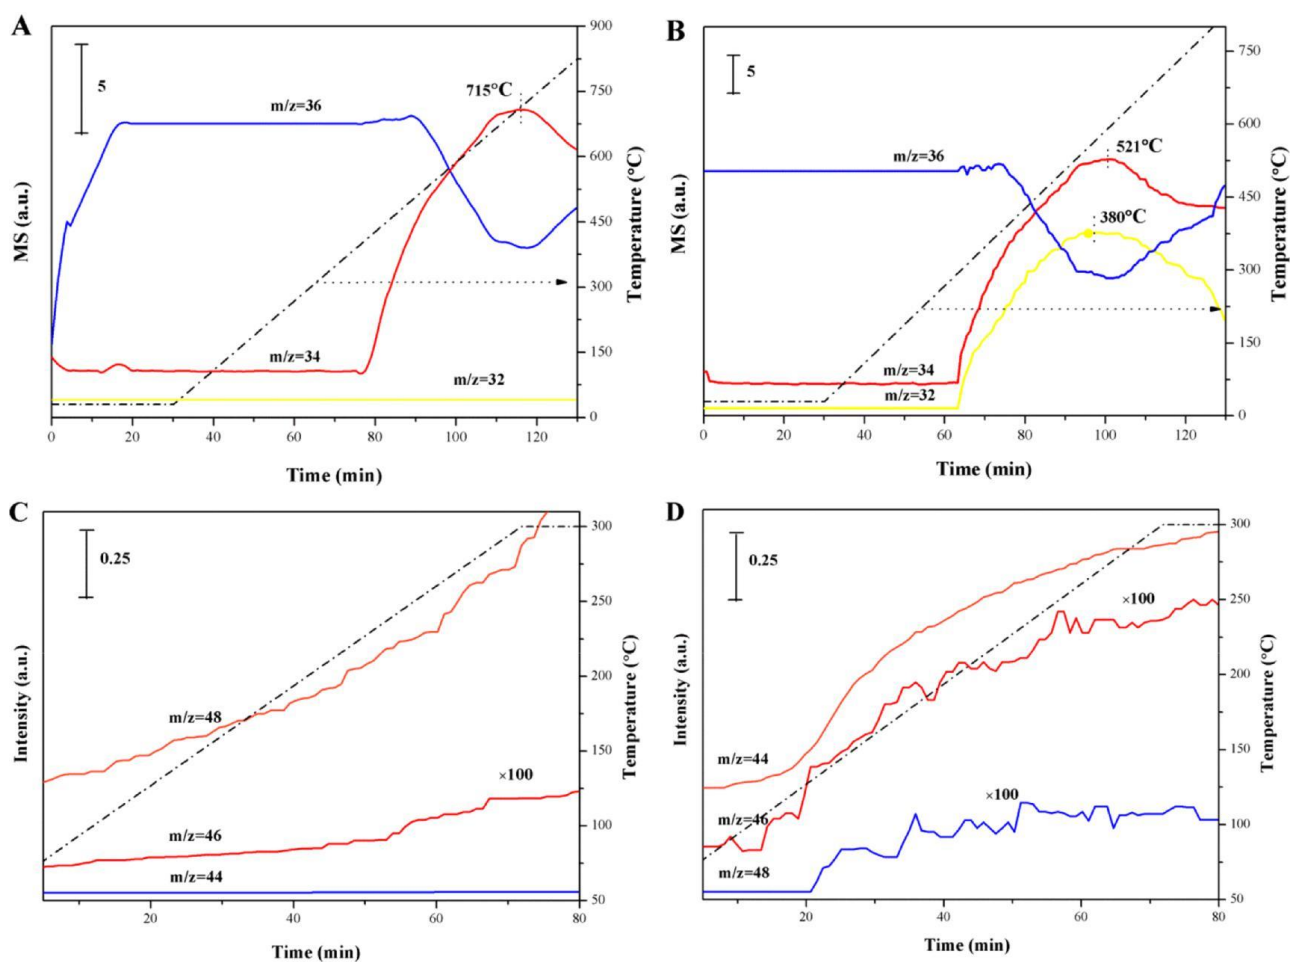 A
5
m/z=36
715°C
m/z=34
m/z=32
MS (a.u.)
Temperature (°C)
900
750
600
450
300
150
0
0 20 40 60 80 100 120
Time (min)
B
5
m/z=36
521°C
380°C
m/z=34
m/z=32
MS (a.u.)
Temperature (°C)
750
600
450
300
150
0
0 20 40 60 80 100 120
Time (min)
C
0.25
m/z=48
×100
m/z=46
m/z=44
Intensity (a.u.)
Temperature (°C)
300
250
200
150
100
50
20 40 60 80
Time (min)
D
0.25
×100
m/z=44
m/z=46
×100
m/z=48
Intensity (a.u.)
Temperature (°C)
300
250
200
150
100
50
20 40 60 80
Time (min)